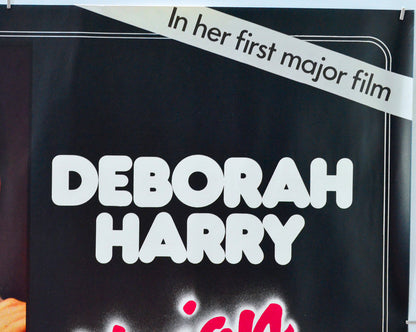 In her first major film
DEBORAH
HARRY